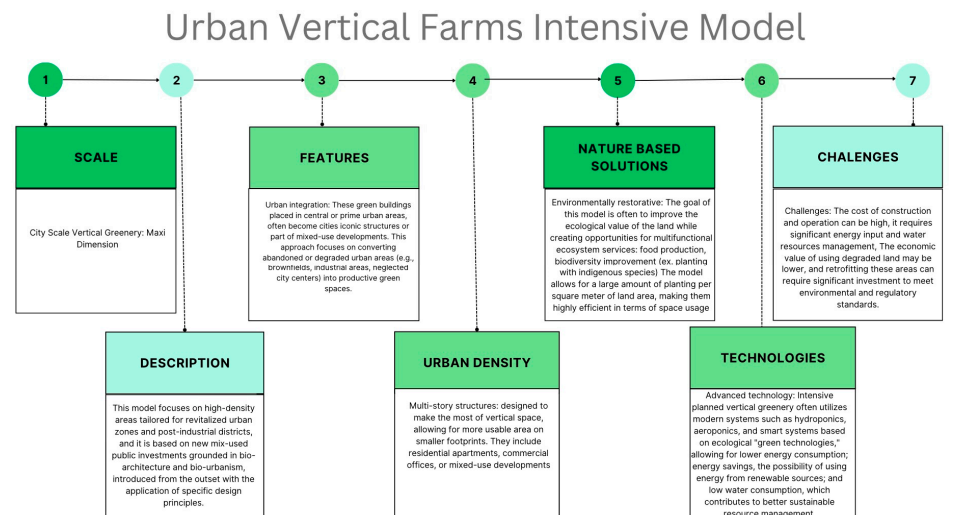 Urban Vertical Farms Intensive Model
1
2
3
4
5
6
7
SCALE
City Scale Vertical Greenery: Maxi
Dimension
DESCRIPTION
This model focuses on high-density
areas tailored for revitalized urban
zones and post-industrial districts,
and it is based on new mix-used
public investments grounded in bio-
architecture and bio-urbanism,
introduced from the outset with the
application of specific design
principles.
FEATURES
Urban integration: These green buildings
placed in central or prime urban areas,
often become cities iconic structures or
part of mixed-use developments. This
approach focuses on converting
abandoned or degraded urban areas (e.g.,
brownfields, industrial areas, neglected
city centers) into productive green
spaces.
URBAN DENSITY
Multi-story structures: designed to
make the most of vertical space,
allowing for more usable area on
smaller footprints. They include
residential apartments, commercial
offices, or mixed-use developments
NATURE BASED
SOLUTIONS
Environmentally restorative: The goal of
this model is often to improve the
ecological value of the land while
creating opportunities for multifunctional
ecosystem services: food production,
biodiversity improvement (ex. planting
with indigenous species) The model
allows for a large amount of planting per
square meter of land area, making them
highly efficient in terms of space usage
TECHNOLOGIES
Advanced technology: Intensive
planned vertical greenery often utilizes
modern systems such as hydroponics,
aeroponics, and smart systems based
on ecological "green technologies,"
allowing for lower energy consumption;
energy savings, the possibility of using
energy from renewable sources; and
low water consumption, which
contributes to better sustainable
resource management
CHALENGES
Challenges: The cost of construction
and operation can be high, it requires
significant energy input and water
resources management, The economic
value of using degraded land may be
lower, and retrofitting these areas can
require significant investment to meet
environmental and regulatory
standards.